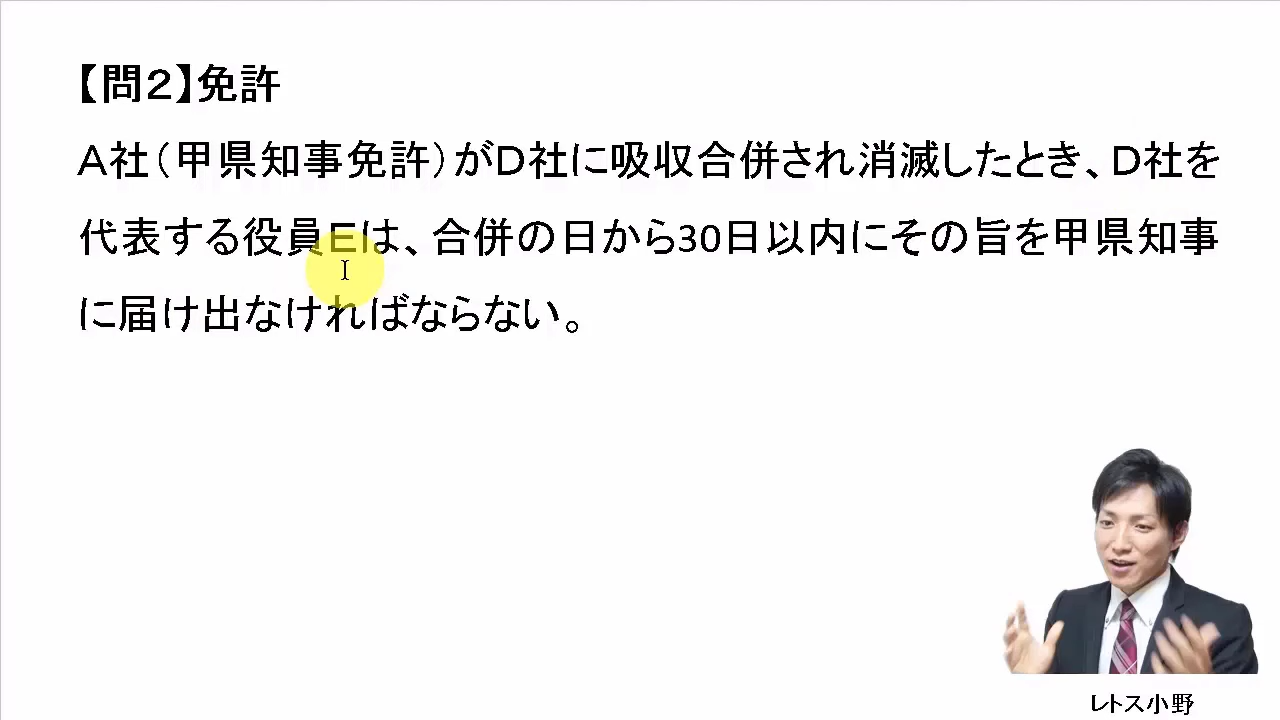 【問２】免許
Ａ社（甲県知事免許）がＤ社に吸収合併され消滅したとき、Ｄ社を
代表する役員Ｅは、合併の日から30日以内にその旨を甲県知事
に届け出なければならない。
レトス小野